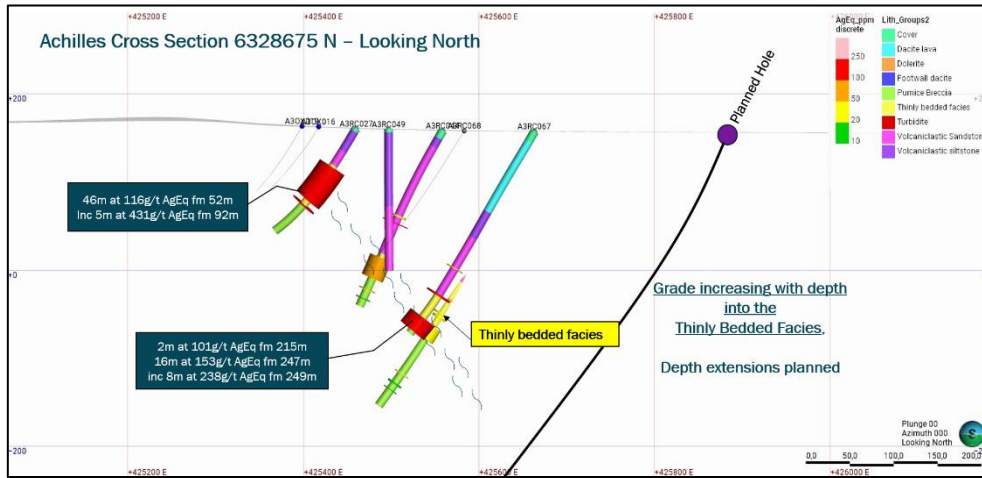 +425200 E
+425400 E
+425600 E
+425800 E
Achilles Cross Section 6328675 N – Looking North
AgEq_ppm
discrete
250
100
50
20
10
Lith_Groups2
Cover
Dacite lava
Dolerite
Footwall dacite
Pumice Breccia
Thinly bedded facies
Turbidite
Volcaniclastic Sandston
Volcaniclastic siltstone
+200
Planned Hole
A3RC027
A3RC049
A3RC057
46m at 116g/t AgEq fm 52m
Inc 5m at 431g/t AgEq fm 92m
+0
Grade increasing with depth
into the
Thinly Bedded Facies,
Depth extensions planned
Thinly bedded facies
2m at 101g/t AgEq fm 215m
16m at 153g/t AgEq fm 247m
inc 8m at 238g/t AgEq fm 249m
Plunge 00
Azimuth 000
Looking North
-200
0,0
50,0
100,0
150,0
200,0
+425200 E
+425400 E
+425600 E
+425800 E
+426000 E